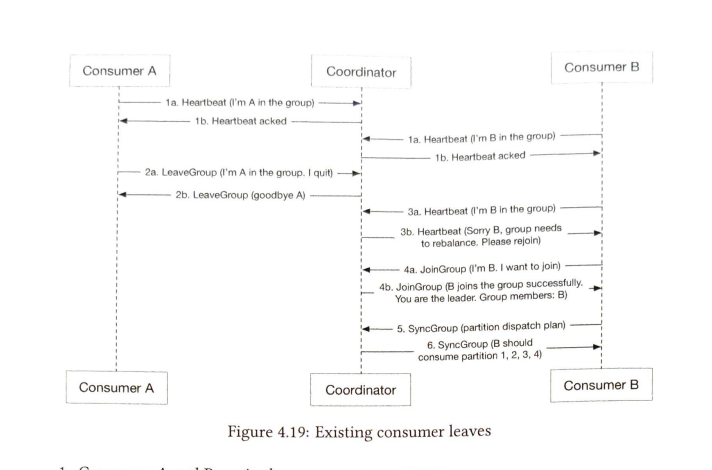 Consumer A
Coordinator
Consumer B
1a. Heartbeat (I'm A in the group)
1b. Heartbeat acked
1a. Heartbeat (I'm B in the group)
1b. Heartbeat acked
2a. LeaveGroup (I'm A in the group. I quit)
2b. LeaveGroup (goodbye A)
3a. Heartbeat (I'm B in the group)
3b. Heartbeat (Sorry B, group needs
to rebalance. Please rejoin)
4a. JoinGroup (I'm B. I want to join)
4b. JoinGroup (B joins the group successfully.
You are the leader. Group members: B)
5. SyncGroup (partition dispatch plan)
6. SyncGroup (B should
consume partition 1, 2, 3, 4)
Consumer A
Coordinator
Consumer B
Figure 4.19: Existing consumer leaves